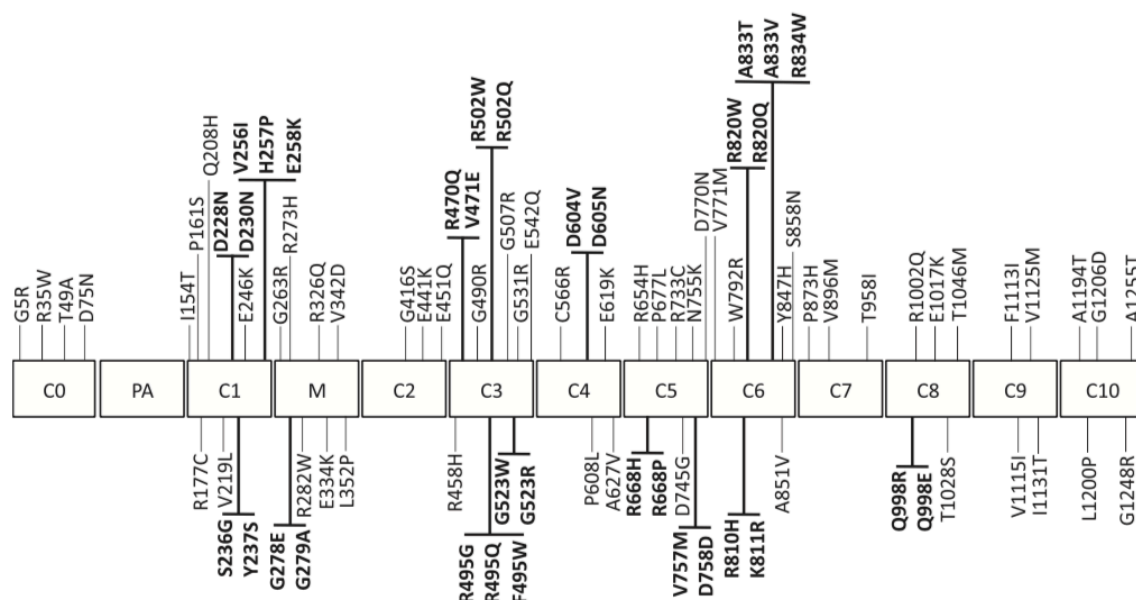 G5R
R35W
T49A
D75N
I154T
P161S
Q208H
D228N
D230N
E246K
V256I
H257P
E258K
G263R
R273H
R326Q
V342D
G416S
E441K
E451Q
R470Q
V471E
G490R
R502W
R502Q
G507R
G531R
E542Q
C566R
D604V
D605N
E619K
R654H
P677L
R733C
N755K
D770N
V771M
W792R
R820W
R820Q
A833T
A833V
R834W
Y847H
S858N
P873H
V896M
T958I
R1002Q
E1017K
T1046M
F1113I
V1125M
A1194T
G1206D
A1255T
C0 PA C1 M C2 C3 C4 C5 C6 C7 C8 C9 C10
R177C
V219L
S236G
Y237S
G278E
G279A
R282W
E334K
L352P
R458H
R495G
R495Q
F495W
G523W
G523R
P608L
A627V
R668H
R668P
D745G
V757M
D758D
R810H
K811R
A851V
Q998R
Q998E
T1028S
V1115I
I1131T
L1200P
G1248R